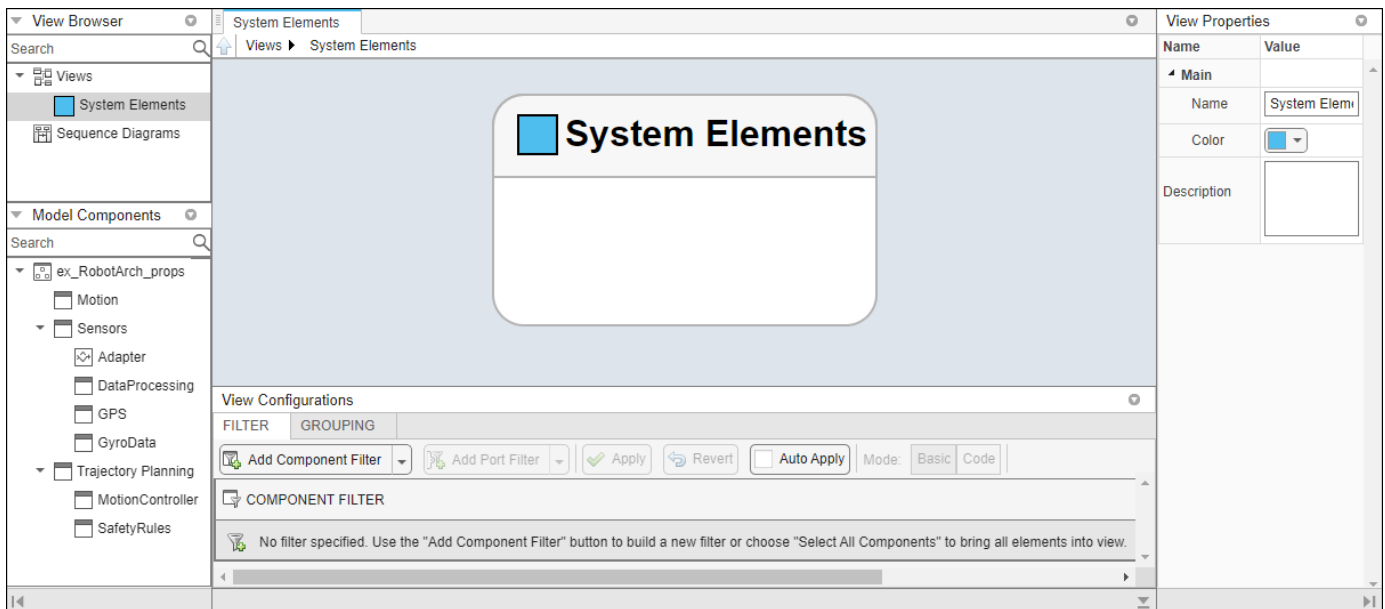 View Browser
Search
Views
System Elements
Sequence Diagrams
Model Components
Search
ex_RobotArch_props
Motion
Sensors
Adapter
DataProcessing
GPS
GyroData
Trajectory Planning
MotionController
SafetyRules
System Elements
Views System Elements
System Elements
View Configurations
FILTER GROUPING
Add Component Filter Add Port Filter Apply Revert Auto Apply Mode: Basic Code
COMPONENT FILTER
No filter specified. Use the "Add Component Filter" button to build a new filter or choose "Select All Components" to bring all elements into view.
View Properties
Name Value
Main
Name System Elem
Color
Description